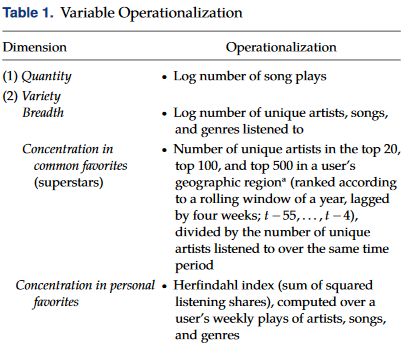 Table 1. Variable Operationalization
Dimension Operationalization
(1) Quantity • Log number of song plays
(2) Variety
Breadth • Log number of unique artists, songs,
and genres listened to
Concentration in • Number of unique artists in the top 20,
common favorites top 100, and top 500 in a user's
(superstars) geographic regionᵃ (ranked according
to a rolling window of a year, lagged
by four weeks; t − 55, . . . , t − 4),
divided by the number of unique
artists listened to over the same time
period
Concentration in personal • Herfindahl index (sum of squared
favorites listening shares), computed over a
user's weekly plays of artists, songs,
and genres